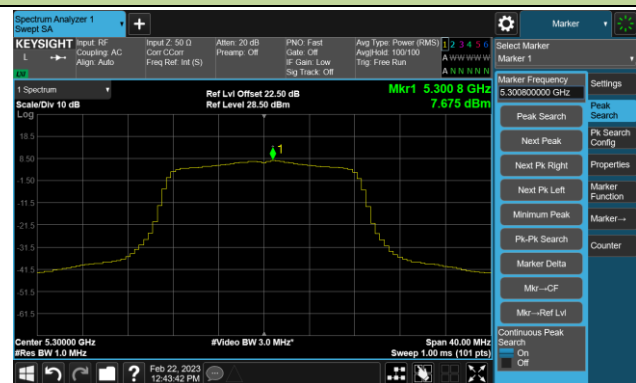 Spectrum Analyzer 1
Swept SA
+
Marker
KEYSIGHT
L
LXI
Input: RF
Coupling: AC
Align: Auto
Input Z: 50 Ω
Corr CCorr
Freq Ref: Int (S)
Atten: 20 dB
Preamp: Off
PNO: Fast
Gate: Off
IF Gain: Low
Sig Track: Off
Avg Type: Power (RMS)
Avg|Hold: 100/100
Trig: Free Run
1 2 3 4 5 6
A W W W W W
A N N N N N
Select Marker
Marker 1
1 Spectrum
Scale/Div 10 dB
Log
Ref Lvl Offset 22.50 dB
Ref Level 28.50 dBm
Mkr1 5.300 8 GHz
7.675 dBm
18.5
8.50
-1.50
-11.5
-21.5
-31.5
-41.5
-51.5
-61.5
1
Center 5.30000 GHz
#Res BW 1.0 MHz
#Video BW 3.0 MHz*
Span 40.00 MHz
Sweep 1.00 ms (101 pts)
Marker Frequency
5.300800000 GHz
Peak Search
Next Peak
Next Pk Right
Next Pk Left
Minimum Peak
Pk-Pk Search
Marker Delta
Mkr→CF
Mkr→Ref Lvl
Continuous Peak
Search
On
Off
Settings
Peak
Search
Pk Search
Config
Properties
Marker
Function
Marker→
Counter
?
Feb 22, 2023
12:43:42 PM